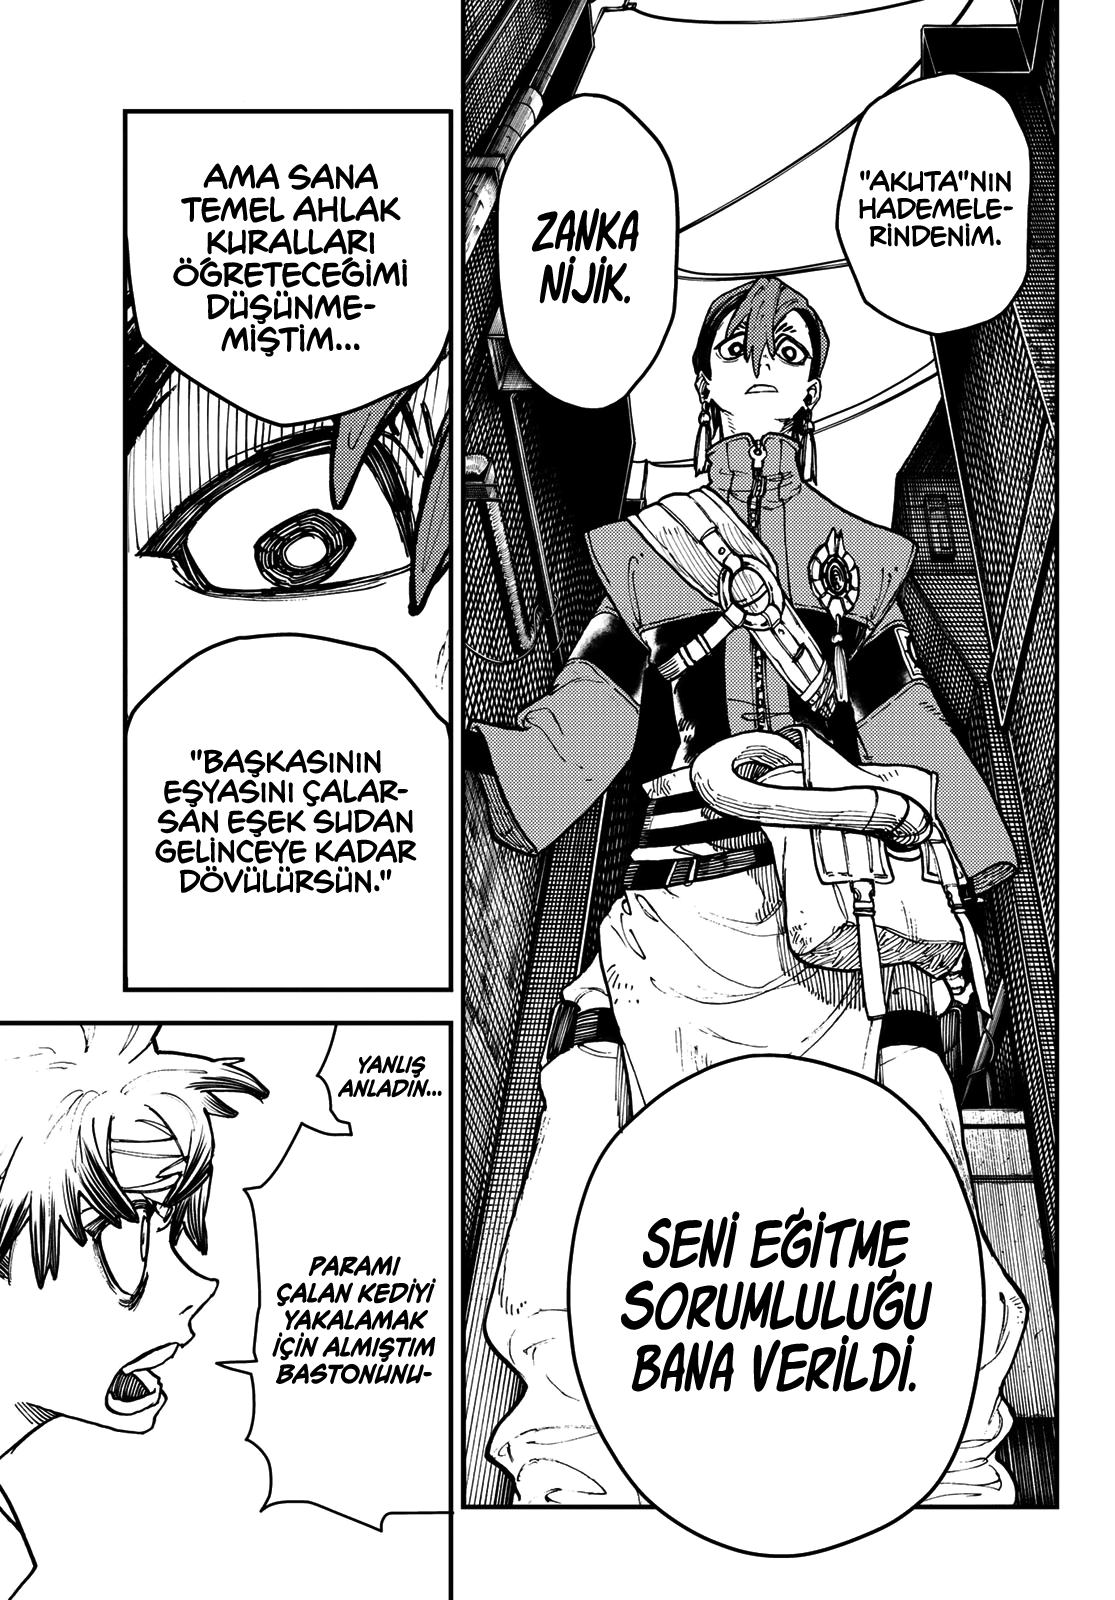 "AKUTA"NIN
HADEMELE-
RİNDENİM.
ZANKA
NİJİK.
SENİ EĞİTME
SORUMLULUĞU
BANA VERİLDİ.
AMA SANA
TEMEL AHLAK
KURALLARI
ÖĞRETECEĞİMİ
DÜŞÜNME-
MİŞTİM...
"BAŞKASININ
EŞYASINI ÇALAR-
SAN EŞEK SUDAN
GELİNCEYE KADAR
DÖVÜLÜRSÜN."
YANLIŞ
ANLADIN...
PARAMI
ÇALAN KEDİYİ
YAKALAMAK
İÇİN ALMIŞTIM
BASTONUNU-